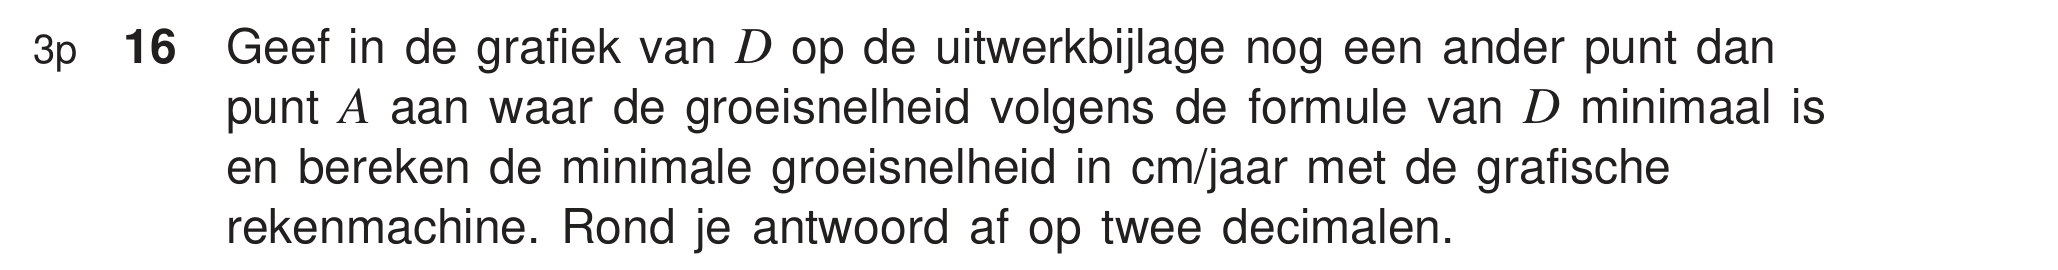 3p 16 Geef in de grafiek van D op de uitwerkbijlage nog een ander punt dan
punt A aan waar de groeisnelheid volgens de formule van D minimaal is
en bereken de minimale groeisnelheid in cm/jaar met de grafische
rekenmachine. Rond je antwoord af op twee decimalen.